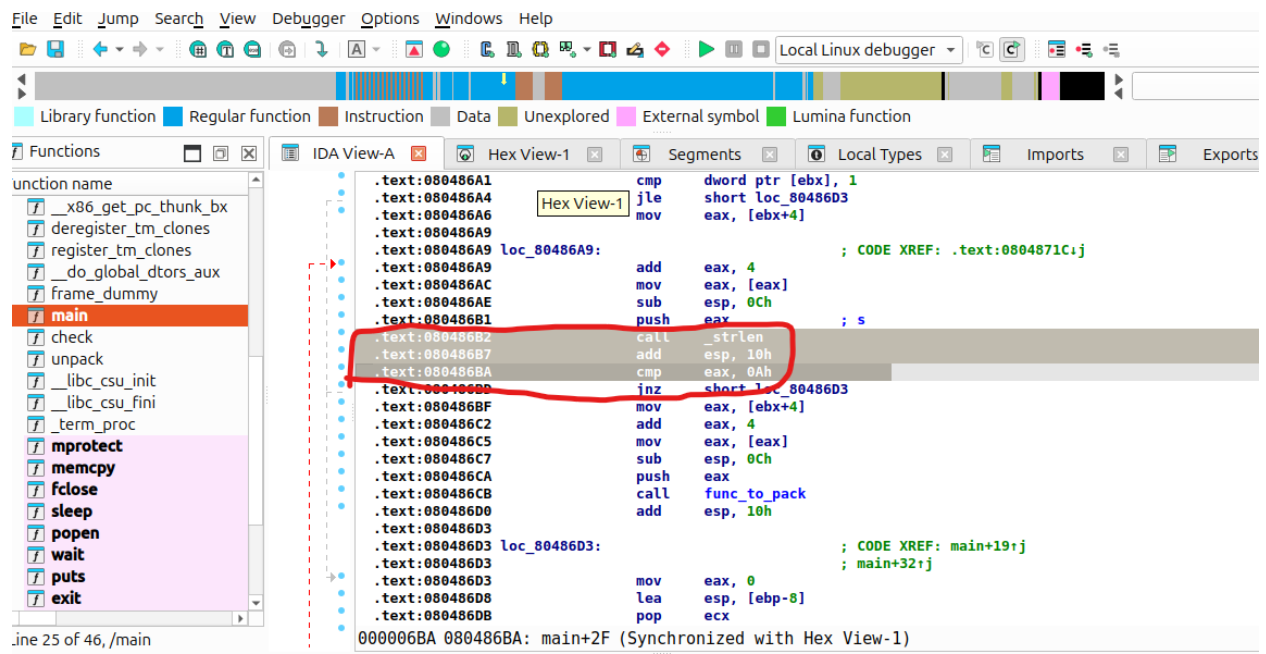 File Edit Jump Search View Debugger Options Windows Help
Local Linux debugger
Library function Regular function Instruction Data Unexplored External symbol Lumina function
Functions IDA View-A Hex View-1 Segments Local Types Imports Exports
unction name
.text:080486A1 cmp dword ptr [ebx], 1
__x86_get_pc_thunk_bx
.text:080486A4 jle short loc_80486D3
Hex View-1
deregister_tm_clones
.text:080486A6 mov eax, [ebx+4]
.text:080486A9
register_tm_clones
.text:080486A9 loc_80486A9: ; CODE XREF: .text:0804871C↓j
__do_global_dtors_aux
.text:080486A9 add eax, 4
.text:080486AC mov eax, [eax]
frame_dummy
.text:080486AE sub esp, 0Ch
main
.text:080486B1 push eax ; s
check
.text:080486B2 call _strlen
unpack
.text:080486B7 add esp, 10h
.text:080486BA cmp eax, 0Ah
__libc_csu_init
.text:080486BD jnz short loc_80486D3
__libc_csu_fini
.text:080486BF mov eax, [ebx+4]
_term_proc
.text:080486C2 add eax, 4
mprotect
.text:080486C5 mov eax, [eax]
.text:080486C7 sub esp, 0Ch
memcpy
.text:080486CA push eax
fclose
.text:080486CB call func_to_pack
sleep
.text:080486D0 add esp, 10h
.text:080486D3
popen
.text:080486D3 loc_80486D3: ; CODE XREF: main+19↑j
wait
.text:080486D3 ; main+32↑j
puts
.text:080486D3 mov eax, 0
exit
.text:080486D8 lea esp, [ebp-8]
.text:080486DB pop ecx
Line 25 of 46, /main
000006BA 080486BA: main+2F (Synchronized with Hex View-1)